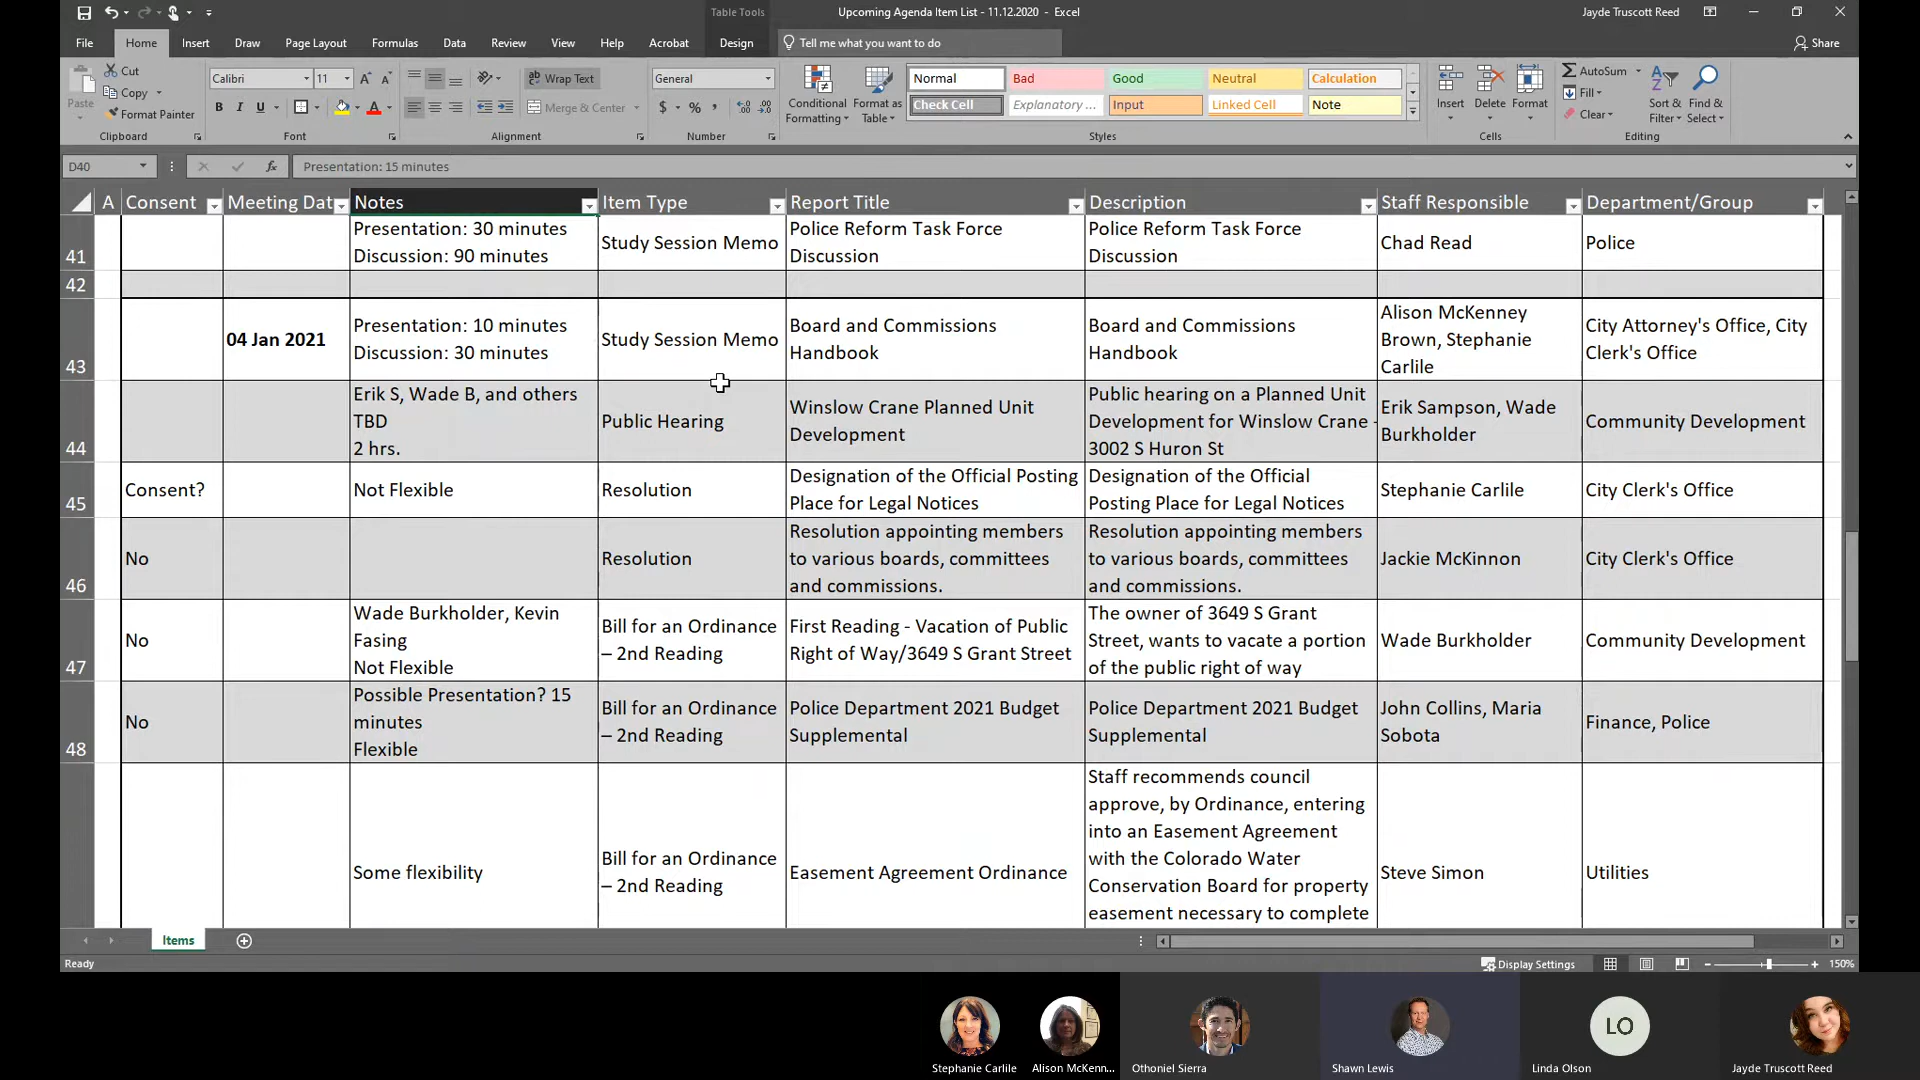 Table Tools
Upcoming Agenda Item List - 11.12.2020 - Excel
Jayde Truscott Reed
File Home Insert Draw Page Layout Formulas Data Review View Help Acrobat Design Tell me what you want to do Share
Paste
Cut
Copy
Format Painter
Clipboard
Calibri 11
B I U
A A
Font
ab Wrap Text
Merge & Center
Alignment
General
$ % ,
Number
Conditional Formatting
Format as Table
Normal Bad Good Neutral Calculation
Check Cell Explanatory ... Input Linked Cell Note
Styles
Insert Delete Format
Cells
AutoSum
Fill
Clear
Sort & Filter
Find & Select
Editing
D40 fx Presentation: 15 minutes
A Consent Meeting Dat Notes Item Type Report Title Description Staff Responsible Department/Group
41 Presentation: 30 minutes
Discussion: 90 minutes
Study Session Memo
Police Reform Task Force
Discussion
Police Reform Task Force
Discussion
Chad Read
Police
42
43 04 Jan 2021
Presentation: 10 minutes
Discussion: 30 minutes
Study Session Memo
Board and Commissions
Handbook
Board and Commissions
Handbook
Alison McKenney
Brown, Stephanie
Carlile
City Attorney's Office, City
Clerk's Office
44 Erik S, Wade B, and others
TBD
2 hrs.
Public Hearing
Winslow Crane Planned Unit
Development
Public hearing on a Planned Unit
Development for Winslow Crane -
3002 S Huron St
Erik Sampson, Wade
Burkholder
Community Development
45 Consent?
Not Flexible
Resolution
Designation of the Official Posting
Place for Legal Notices
Designation of the Official
Posting Place for Legal Notices
Stephanie Carlile
City Clerk's Office
46 No
Resolution
Resolution appointing members
to various boards, committees
and commissions.
Resolution appointing members
to various boards, committees
and commissions.
Jackie McKinnon
City Clerk's Office
47 No
Wade Burkholder, Kevin
Fasing
Not Flexible
Bill for an Ordinance
– 2nd Reading
First Reading - Vacation of Public
Right of Way/3649 S Grant Street
The owner of 3649 S Grant
Street, wants to vacate a portion
of the public right of way
Wade Burkholder
Community Development
48 No
Possible Presentation? 15
minutes
Flexible
Bill for an Ordinance
– 2nd Reading
Police Department 2021 Budget
Supplemental
Police Department 2021 Budget
Supplemental
John Collins, Maria
Sobota
Finance, Police
Some flexibility
Bill for an Ordinance
– 2nd Reading
Easement Agreement Ordinance
Staff recommends council
approve, by Ordinance, entering
into an Easement Agreement
with the Colorado Water
Conservation Board for property
easement necessary to complete
Steve Simon
Utilities
Items
Ready
Display Settings
150%
LO
Stephanie Carlile
Alison McKenn...
Othoniel Sierra
Shawn Lewis
Linda Olson
Jayde Truscott Reed